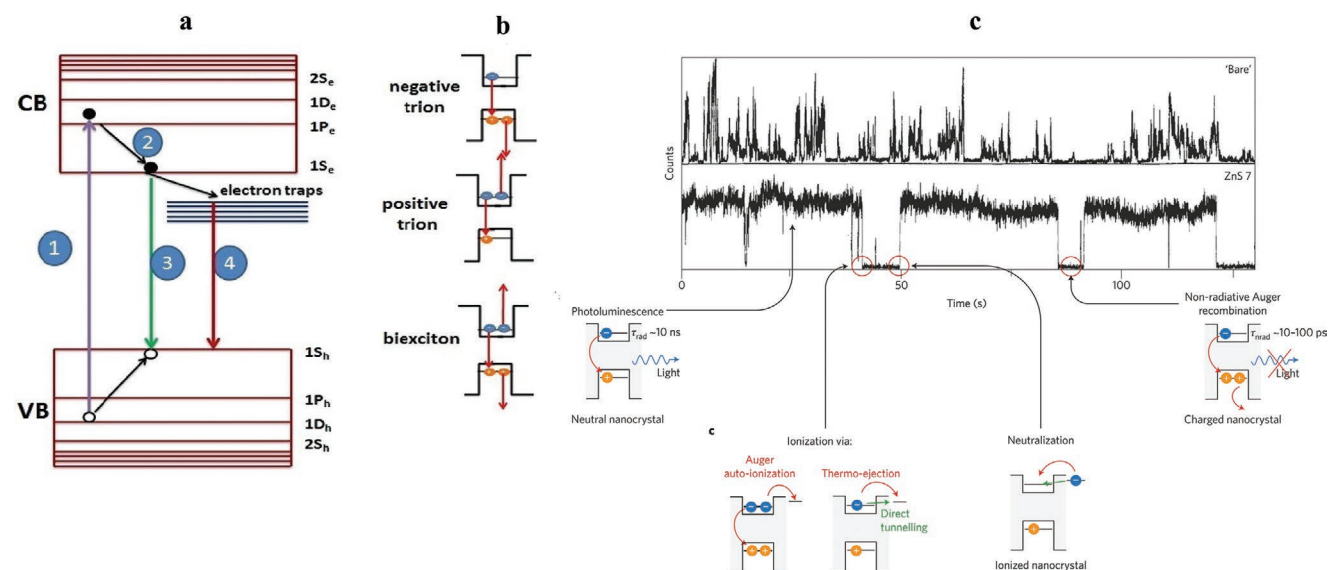 a
CB
2Sₑ
1Dₑ
1Pₑ
1Sₑ
electron traps
1
2
3
4
VB
1Sₕ
1Pₕ
1Dₕ
2Sₕ
b
negative
trion
positive
trion
biexciton
c
'Bare'
Counts
ZnS 7
0
50
100
Time (s)
Photoluminescence
τrad ~10 ns
Light
Neutral nanocrystal
Non-radiative Auger
recombination
τnrad ~10–100 ps
Light
Charged nanocrystal
c
Ionization via:
Auger
auto-ionization
Thermo-ejection
Direct
tunnelling
Neutralization
Ionized nanocrystal